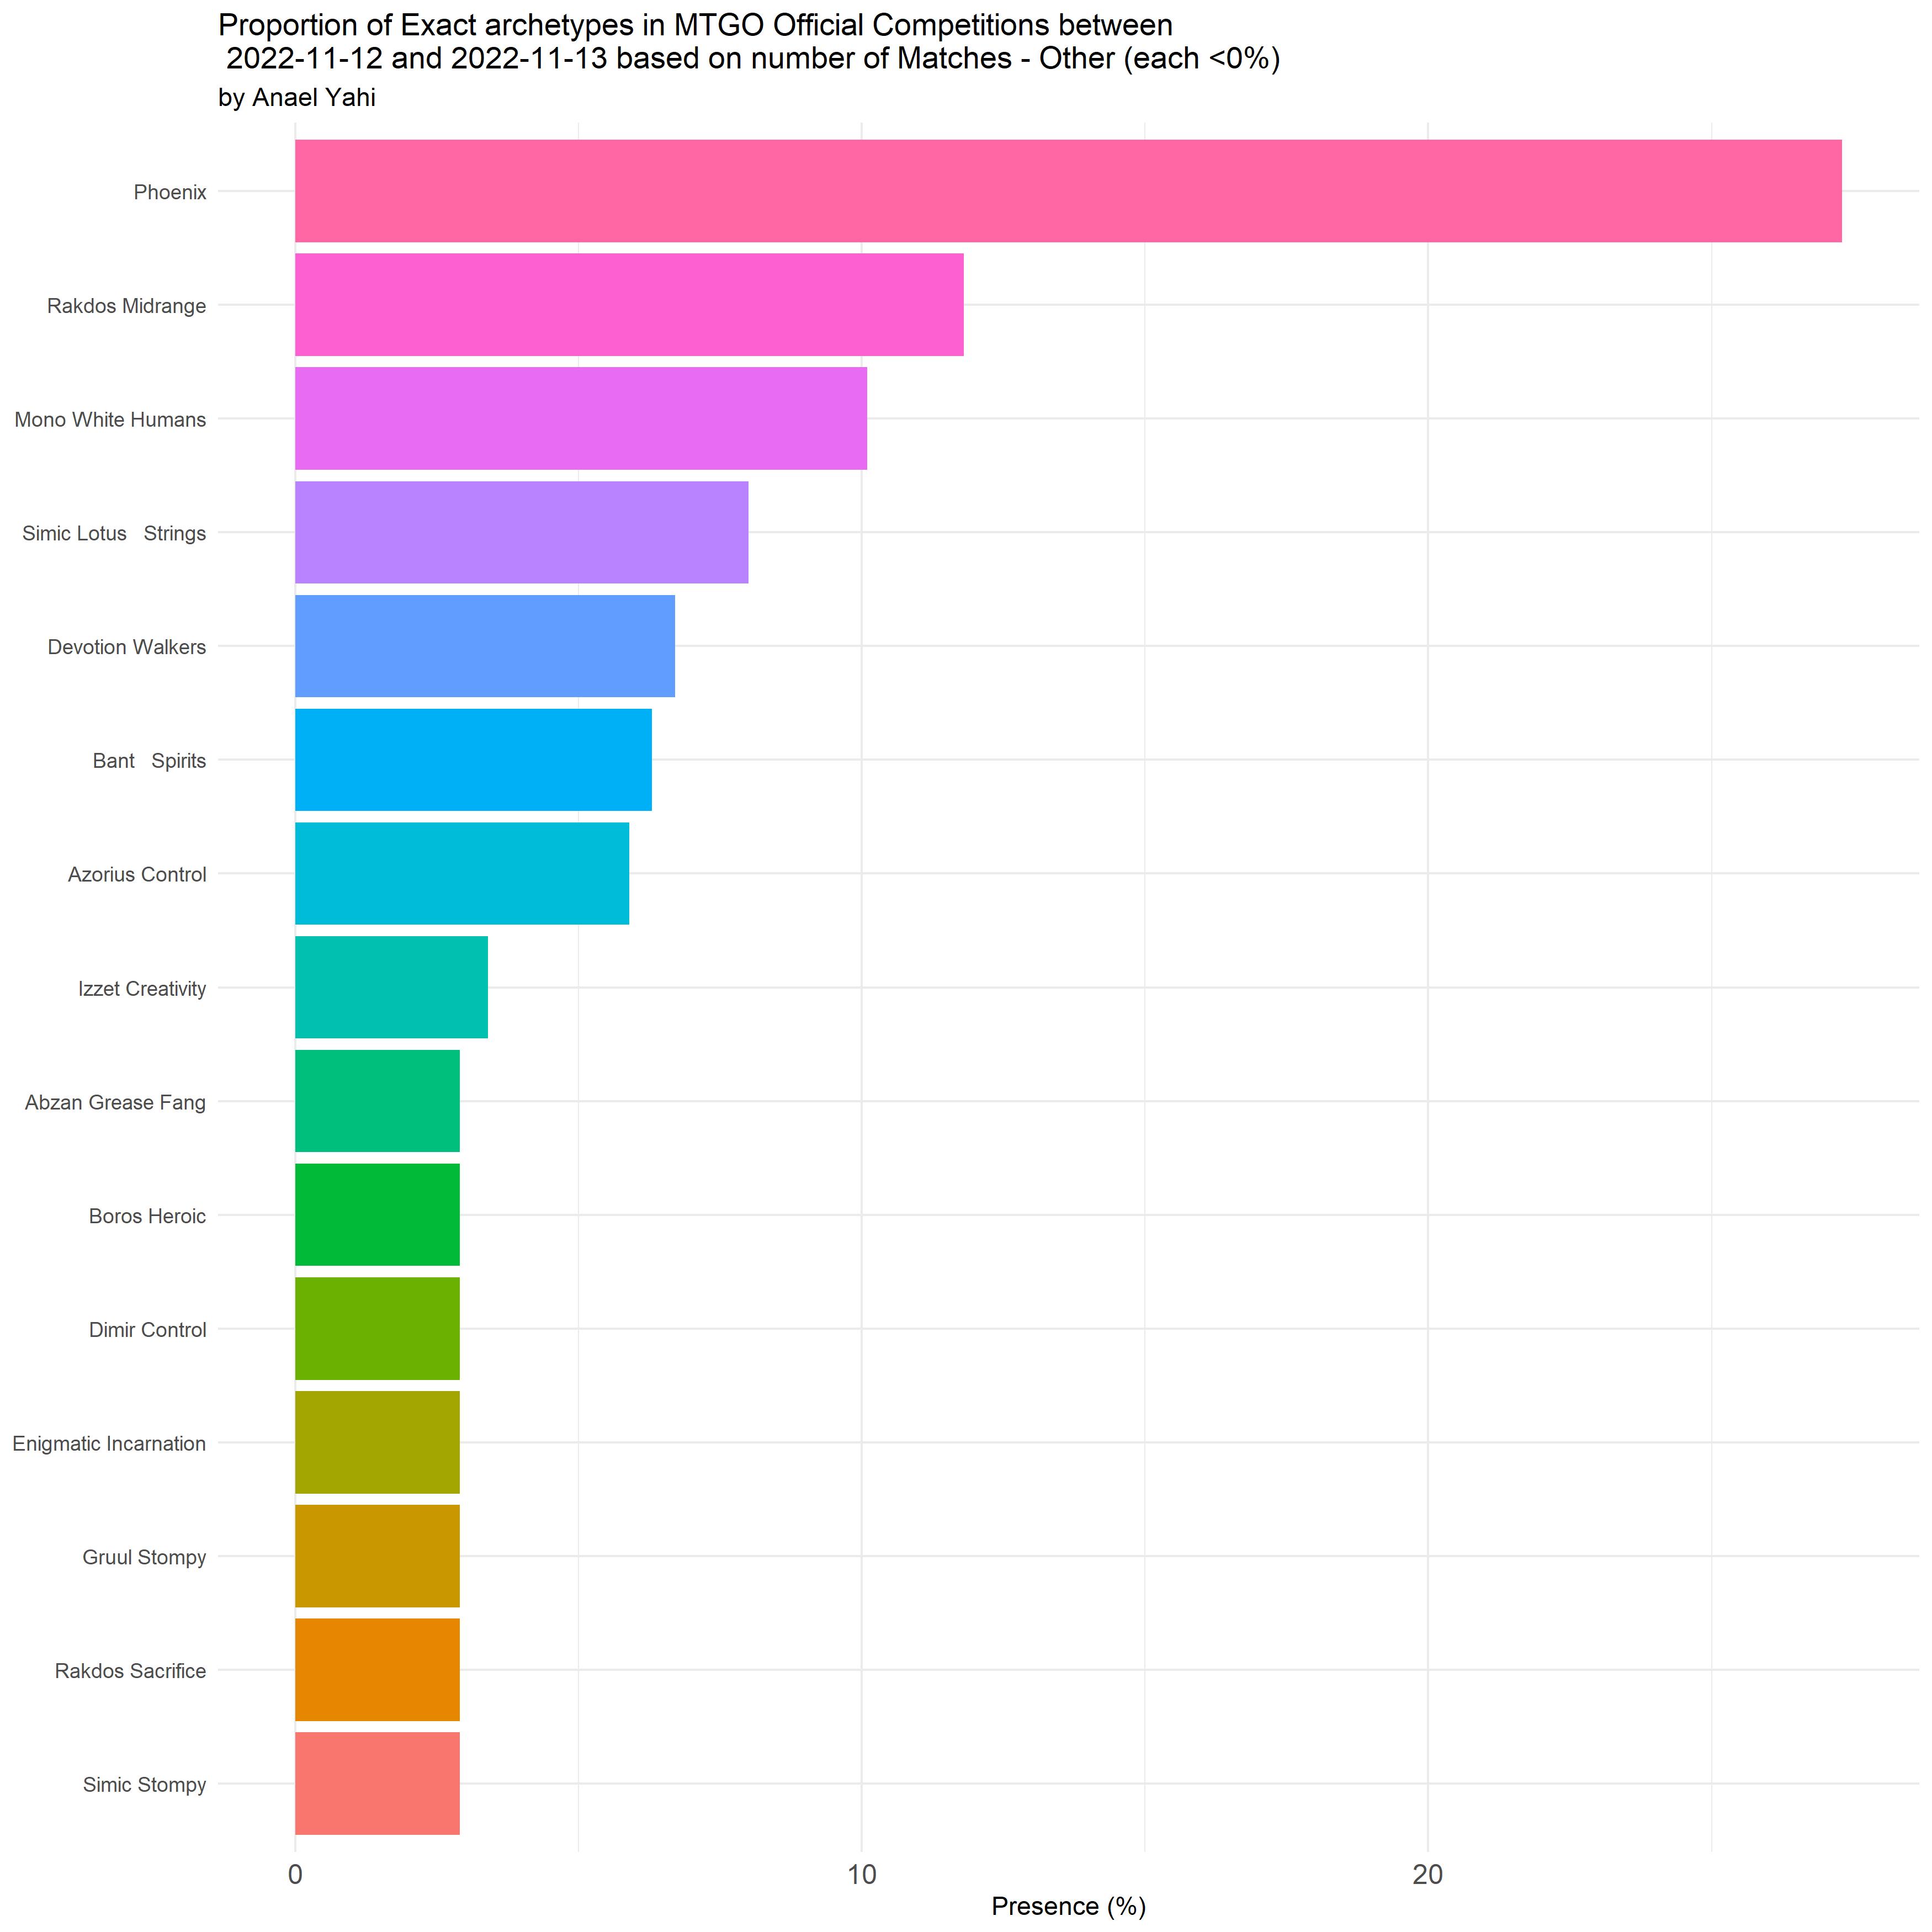 Proportion of Exact archetypes in MTGO Official Competitions between
2022-11-12 and 2022-11-13 based on number of Matches - Other (each <0%)
by Anael Yahi
Phoenix
Rakdos Midrange
Mono White Humans
Simic Lotus   Strings
Devotion Walkers
Bant   Spirits
Azorius Control
Izzet Creativity
Abzan Grease Fang
Boros Heroic
Dimir Control
Enigmatic Incarnation
Gruul Stompy
Rakdos Sacrifice
Simic Stompy
0 10 20
Presence (%)